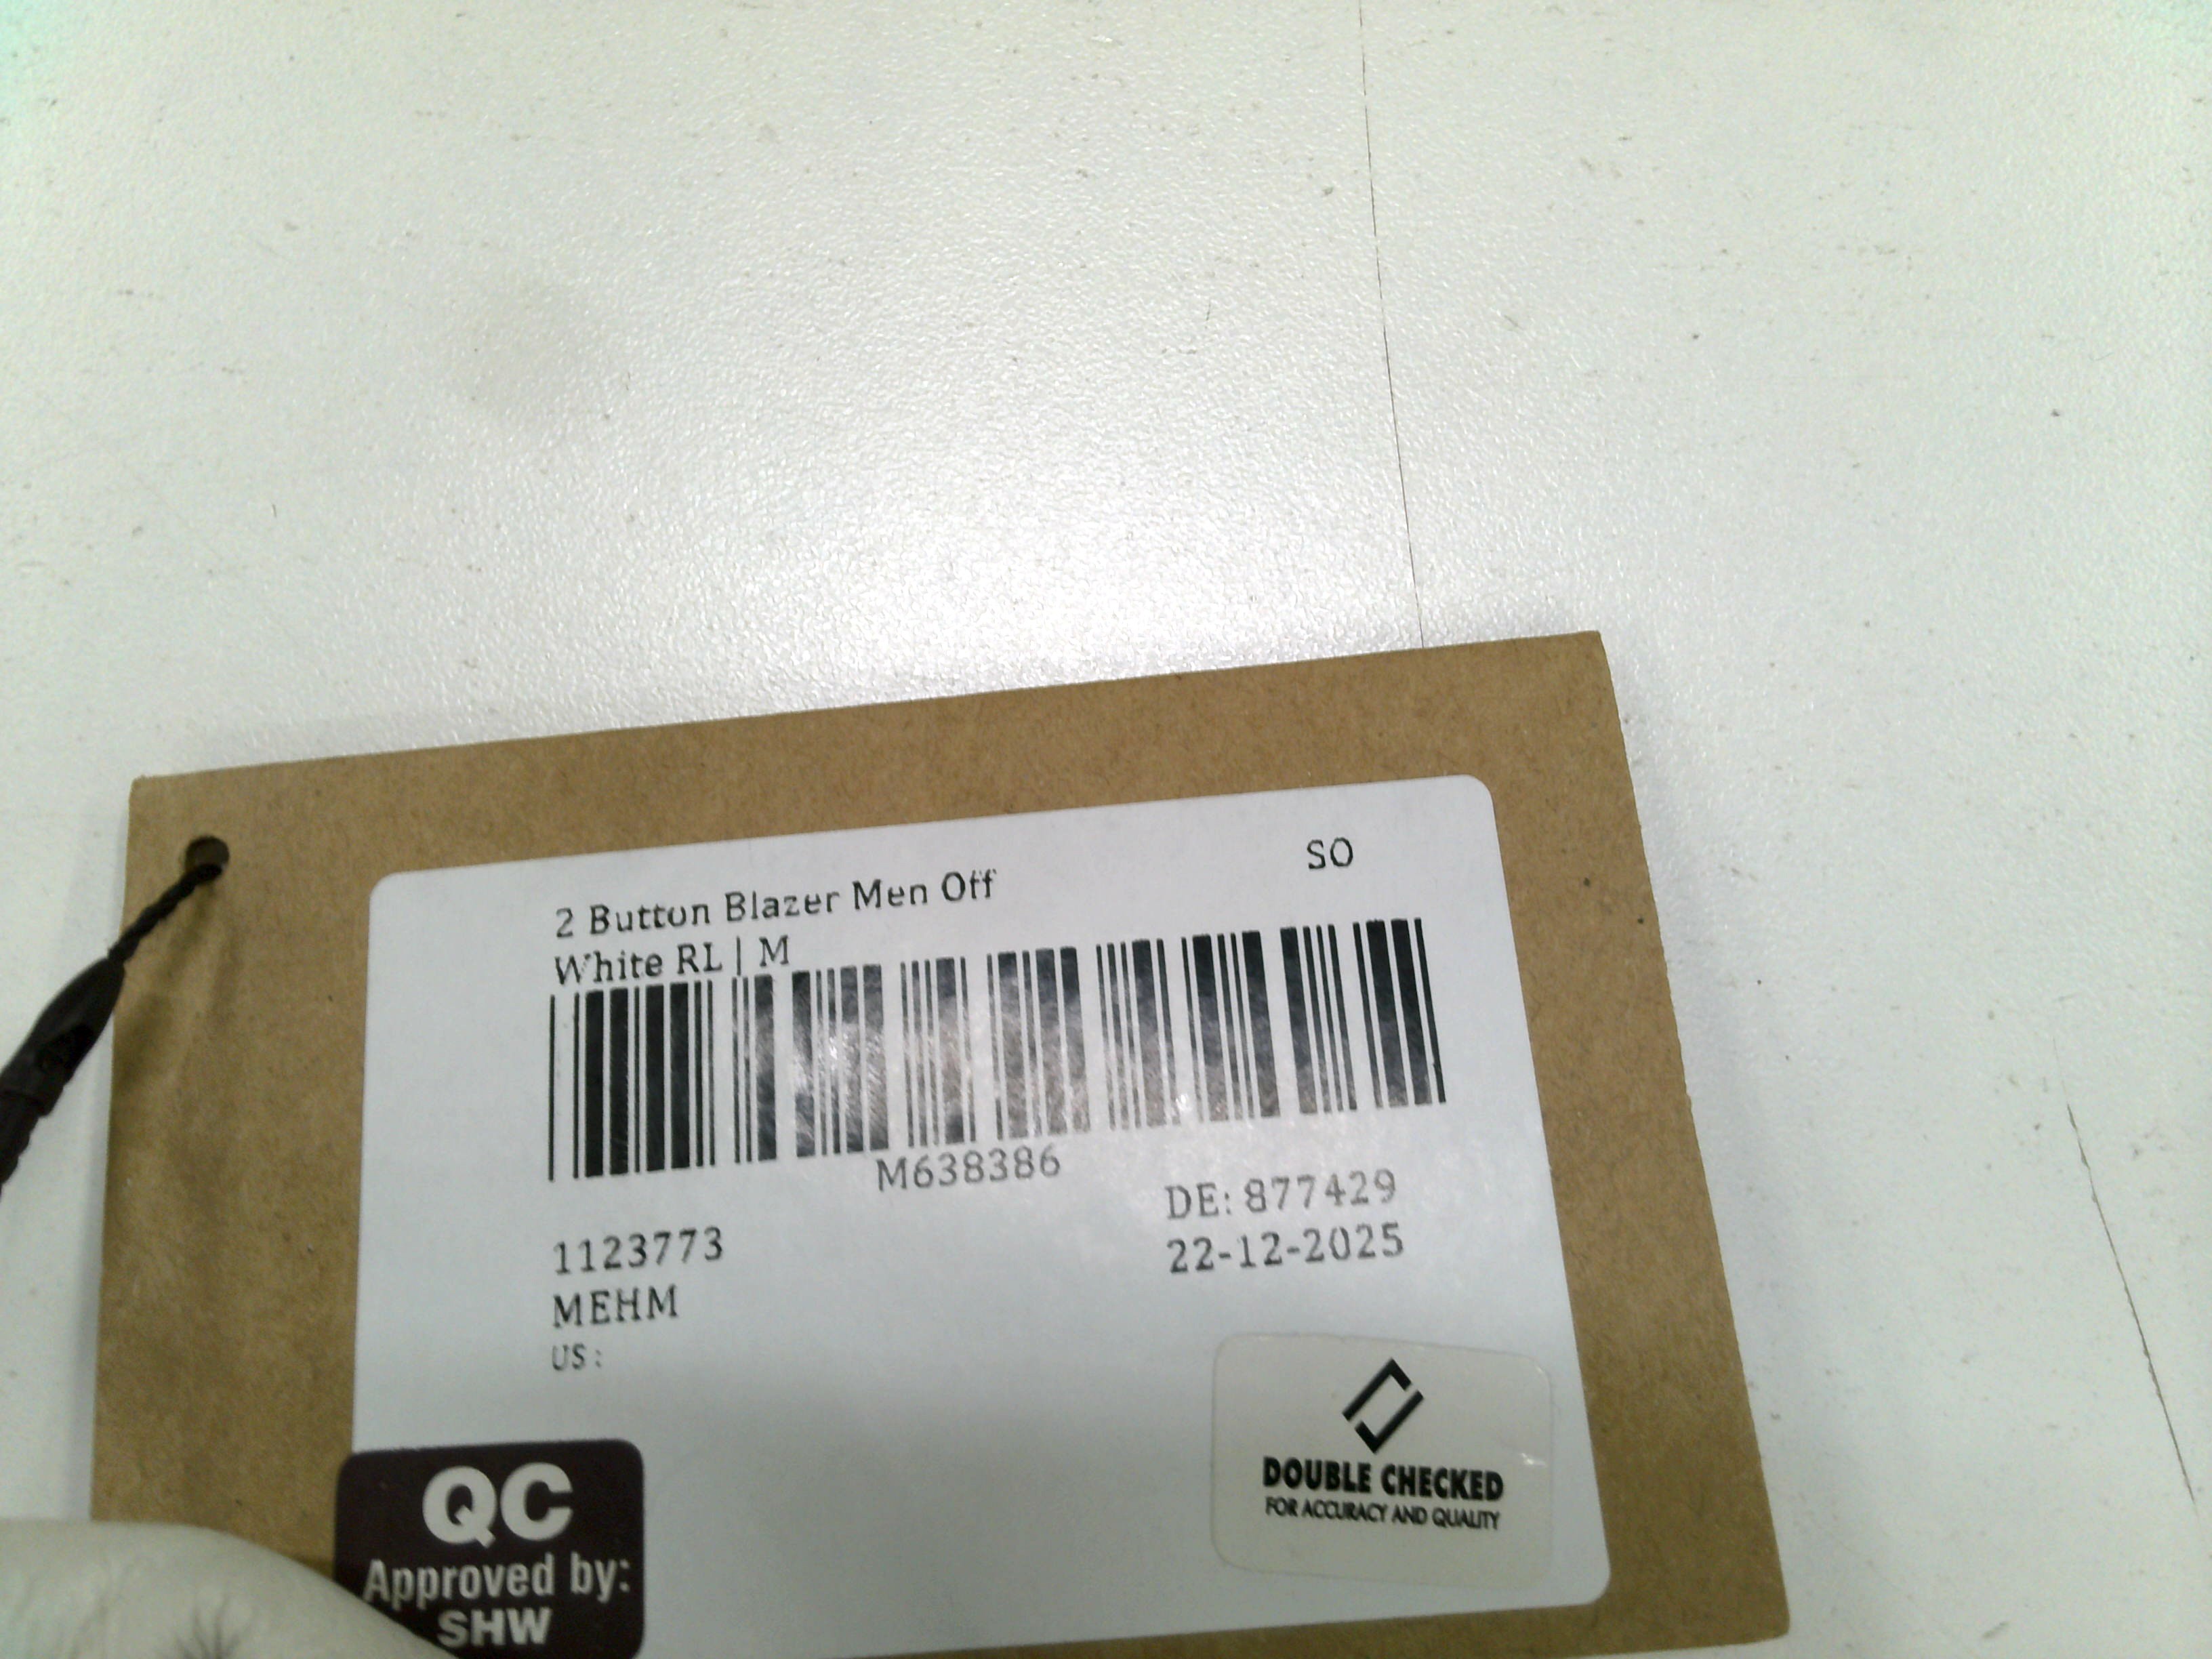 SO
2 Button Blazer Men Off
White RL | M
M638386
DE: 877429
1123773
22-12-2025
MEHM
US :
DOUBLE CHECKED
FOR ACCURACY AND QUALITY
QC
Approved by:
SHW